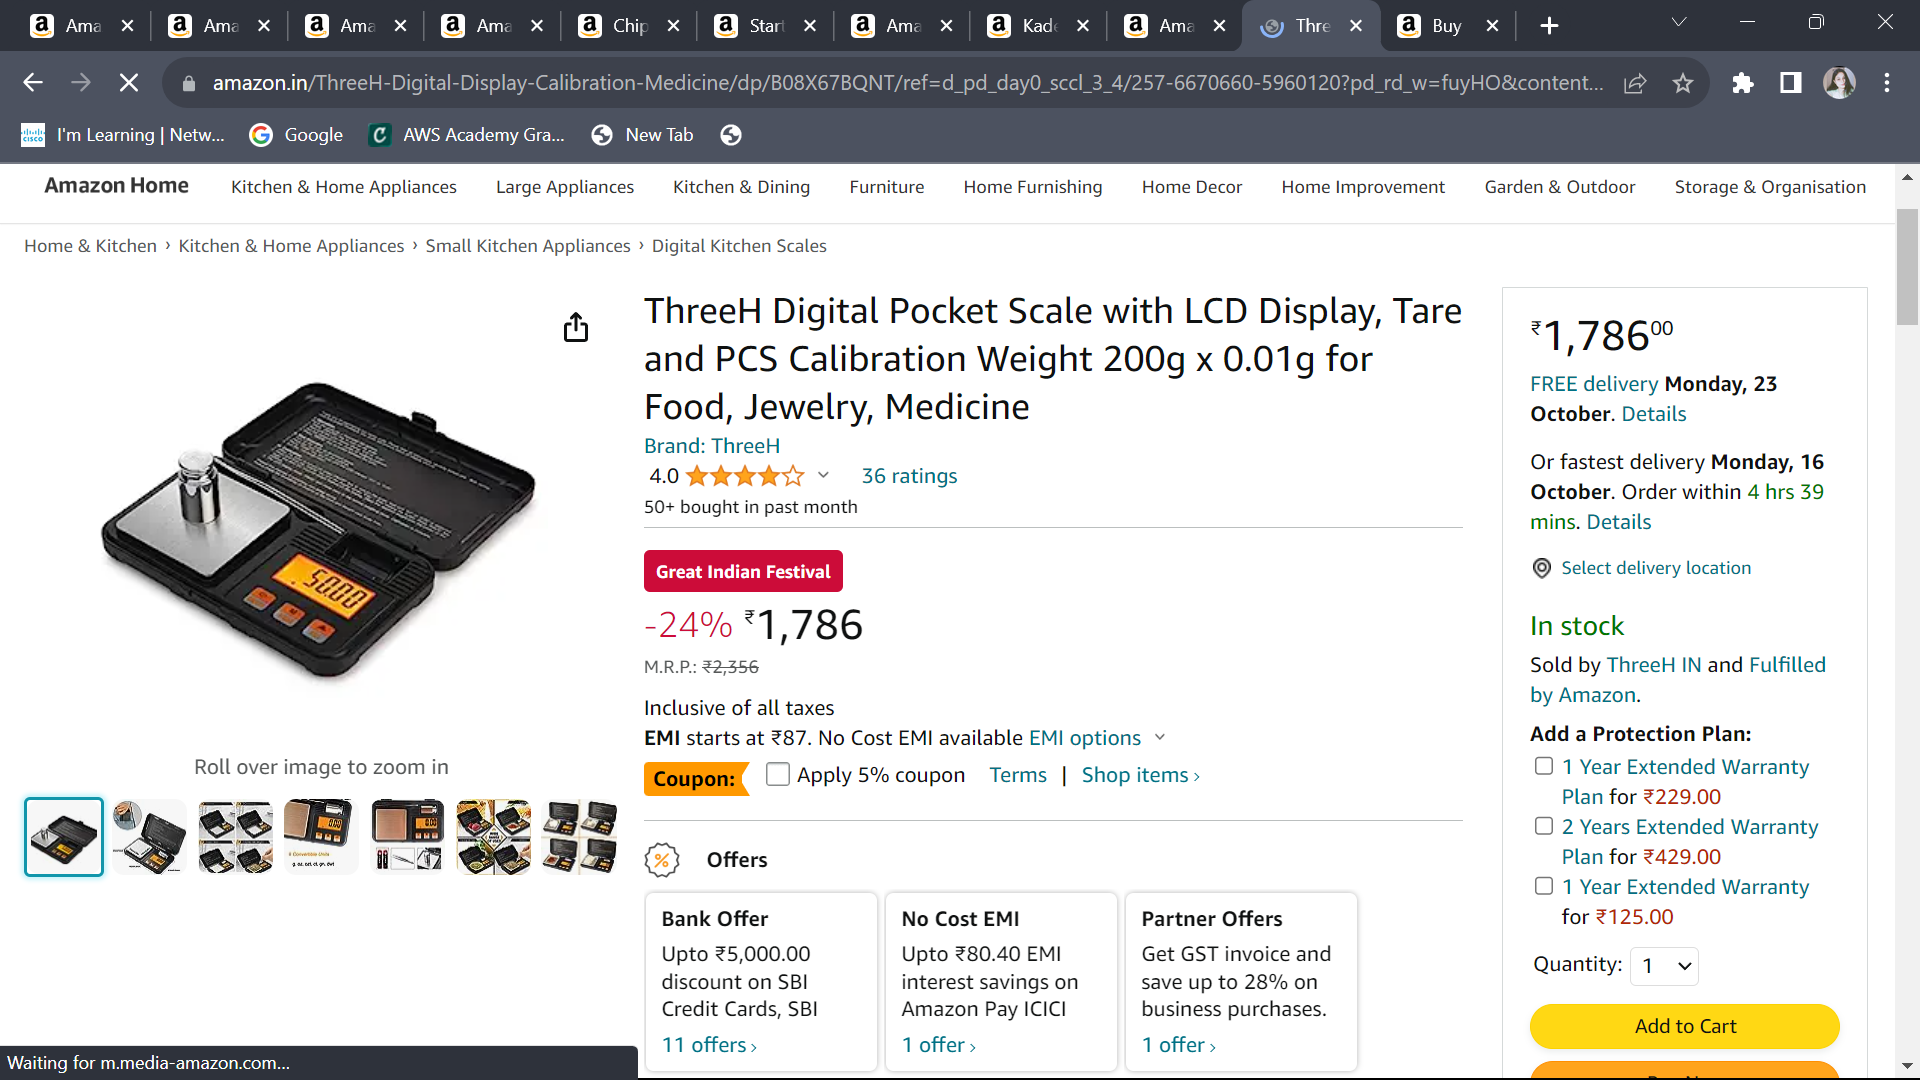 Ama
Ama
Ama
Ama
Chip
Start
Ama
Kade
Ama
Thre
Buy
amazon.in/ThreeH-Digital-Display-Calibration-Medicine/dp/B08X67BQNT/ref=d_pd_day0_sccl_3_4/257-6670660-5960120?pd_rd_w=fuyHO&content...
I'm Learning | Netw... Google AWS Academy Gra... New Tab
Amazon Home Kitchen & Home Appliances Large Appliances Kitchen & Dining Furniture Home Furnishing Home Decor Home Improvement Garden & Outdoor Storage & Organisation
Home & Kitchen › Kitchen & Home Appliances › Small Kitchen Appliances › Digital Kitchen Scales
50.00
Roll over image to zoom in
ThreeH Digital Pocket Scale with LCD Display, Tare
and PCS Calibration Weight 200g x 0.01g for
Food, Jewelry, Medicine
Brand: ThreeH
4.0 36 ratings
50+ bought in past month
Great Indian Festival
-24% ₹1,786
M.R.P.: ₹2,356
Inclusive of all taxes
EMI starts at ₹87. No Cost EMI available EMI options
Coupon: Apply 5% coupon Terms | Shop items ›
Offers
Bank Offer
Upto ₹5,000.00
discount on SBI
Credit Cards, SBI
11 offers ›
No Cost EMI
Upto ₹80.40 EMI
interest savings on
Amazon Pay ICICI
1 offer ›
Partner Offers
Get GST invoice and
save up to 28% on
business purchases.
1 offer ›
₹1,78600
FREE delivery Monday, 23
October. Details
Or fastest delivery Monday, 16
October. Order within 4 hrs 39
mins. Details
Select delivery location
In stock
Sold by ThreeH IN and Fulfilled
by Amazon.
Add a Protection Plan:
1 Year Extended Warranty
Plan for ₹229.00
2 Years Extended Warranty
Plan for ₹429.00
1 Year Extended Warranty
for ₹125.00
Quantity: 1
Add to Cart
Waiting for m.media-amazon.com...